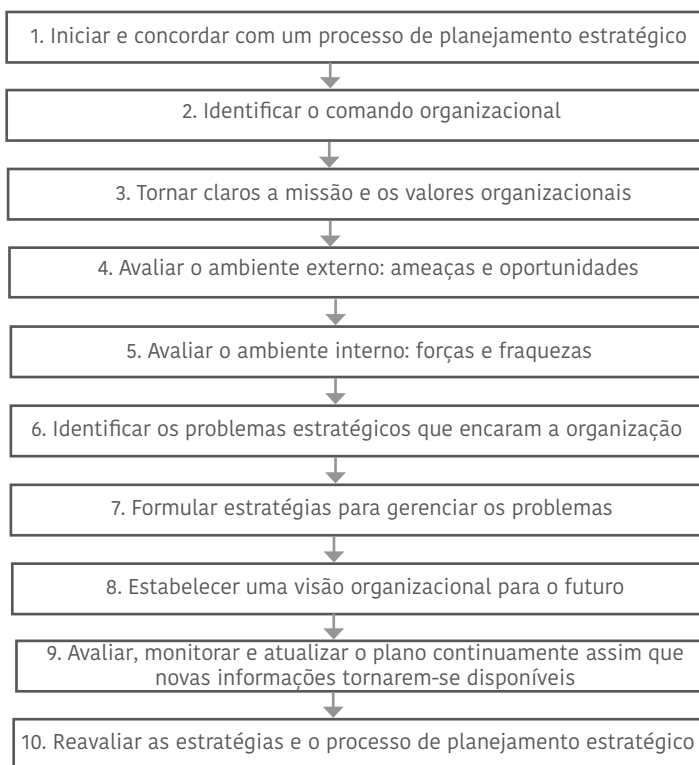 1. Iniciar e concordar com um processo de planejamento estratégico
2. Identificar o comando organizacional
3. Tornar claros a missão e os valores organizacionais
4. Avaliar o ambiente externo: ameaças e oportunidades
5. Avaliar o ambiente interno: forças e fraquezas
6. Identificar os problemas estratégicos que encaram a organização
7. Formular estratégias para gerenciar os problemas
8. Estabelecer uma visão organizacional para o futuro
9. Avaliar, monitorar e atualizar o plano continuamente assim que
novas informações tornarem-se disponíveis
10. Reavaliar as estratégias e o processo de planejamento estratégico